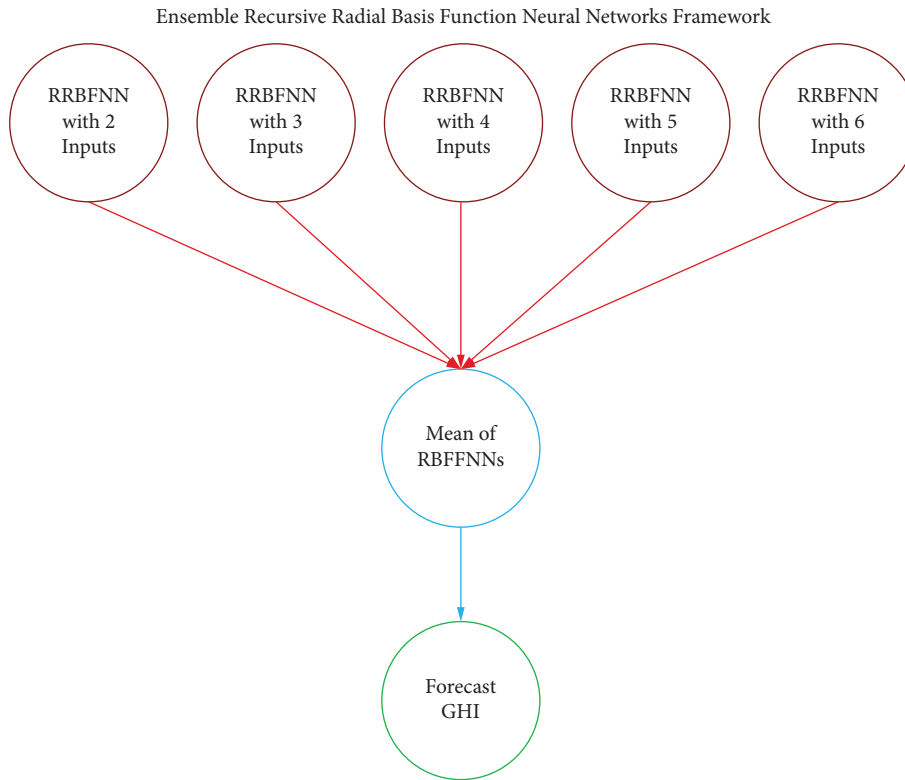 Ensemble Recursive Radial Basis Function Neural Networks Framework
RRBFNN
with 2
Inputs
RRBFNN
with 3
Inputs
RRBFNN
with 4
Inputs
RRBFNN
with 5
Inputs
RRBFNN
with 6
Inputs
Mean of
RBFFNNs
Forecast
GHI